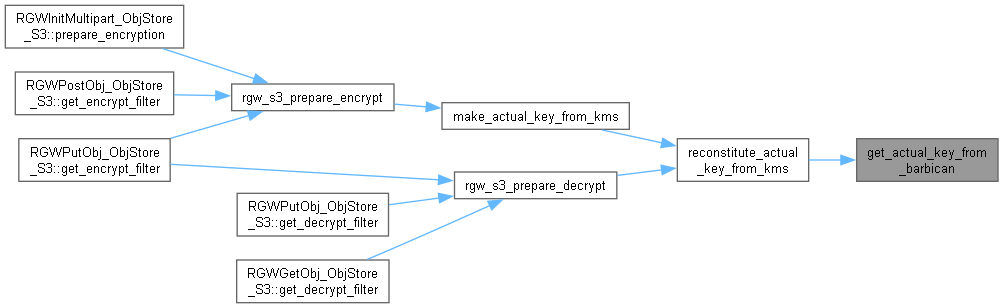 RGWInitMultipart_ObjStore
_S3::prepare_encryption
RGWPostObj_ObjStore
_S3::get_encrypt_filter
rgw_s3_prepare_encrypt
make_actual_key_from_kms
RGWPutObj_ObjStore
_S3::get_encrypt_filter
reconstitute_actual
_key_from_kms
get_actual_key_from
_barbican
rgw_s3_prepare_decrypt
RGWPutObj_ObjStore
_S3::get_decrypt_filter
RGWGetObj_ObjStore
_S3::get_decrypt_filter